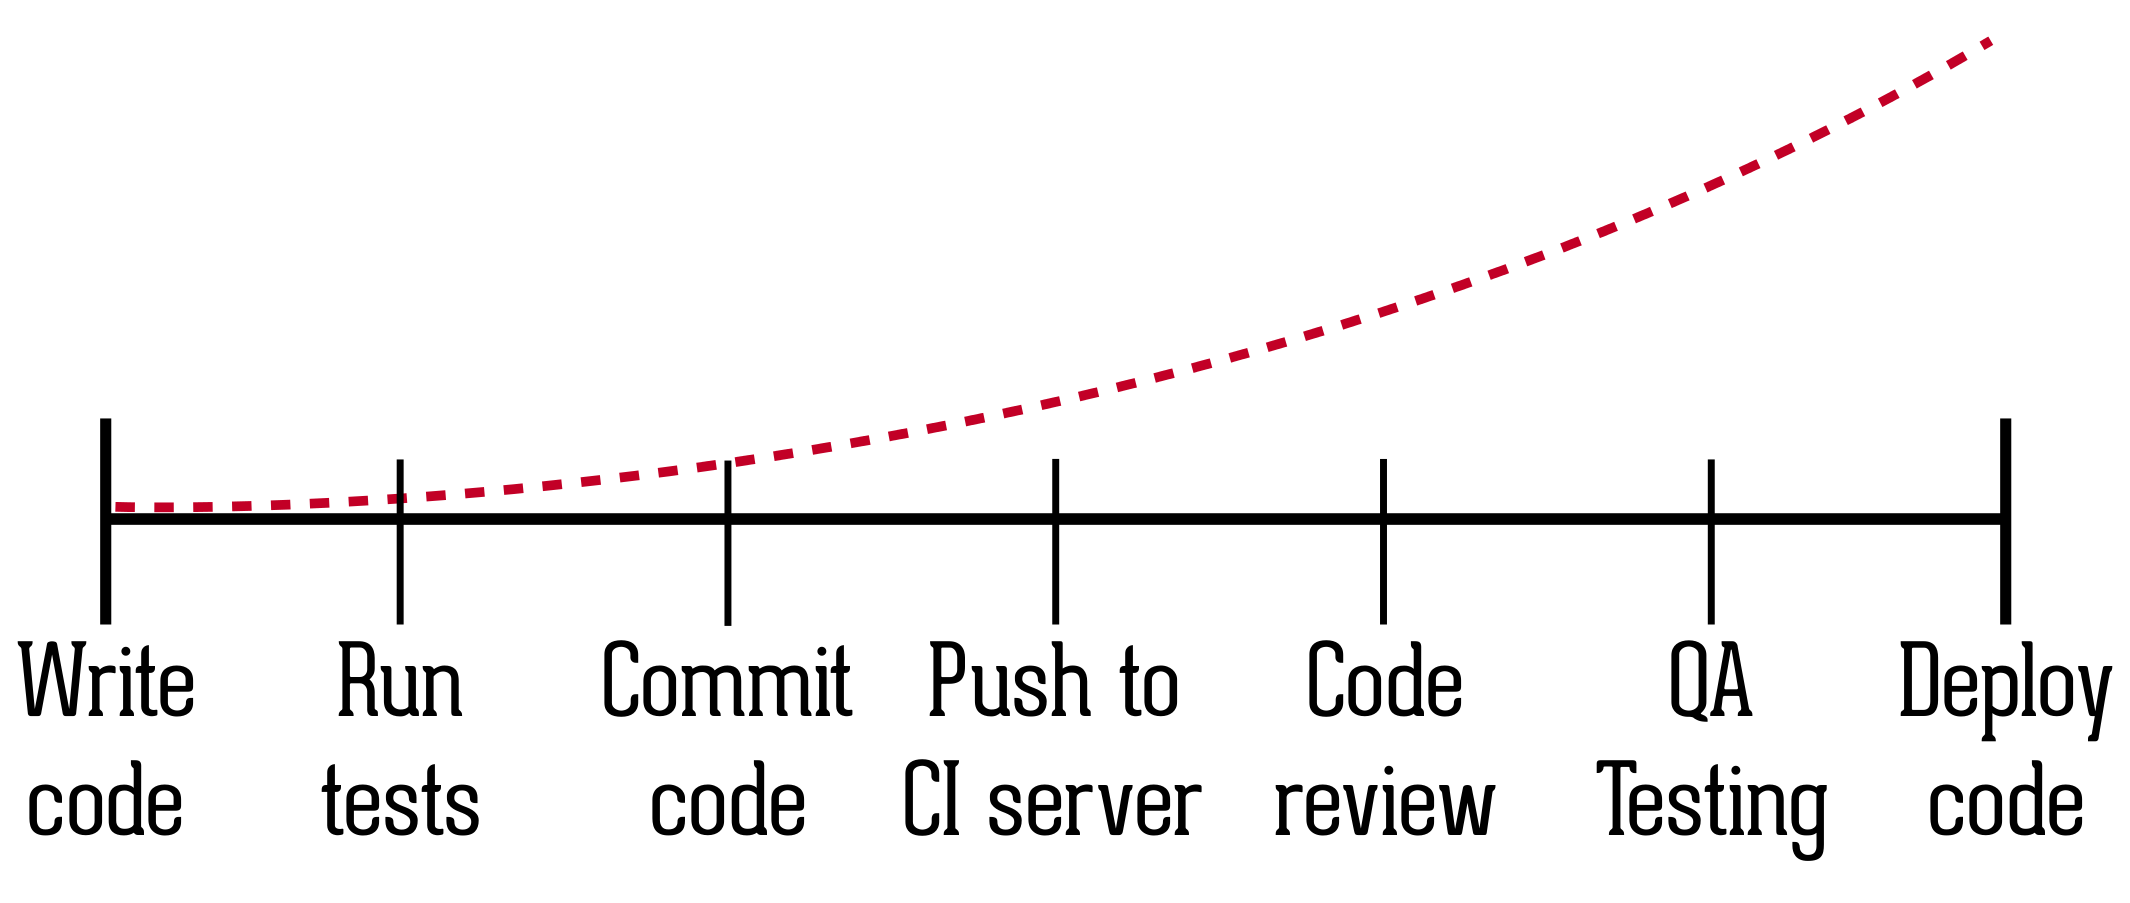 Write
code
Run
tests
Commit
code
Push to
CI server
Code
review
QA
Testing
Deploy
code